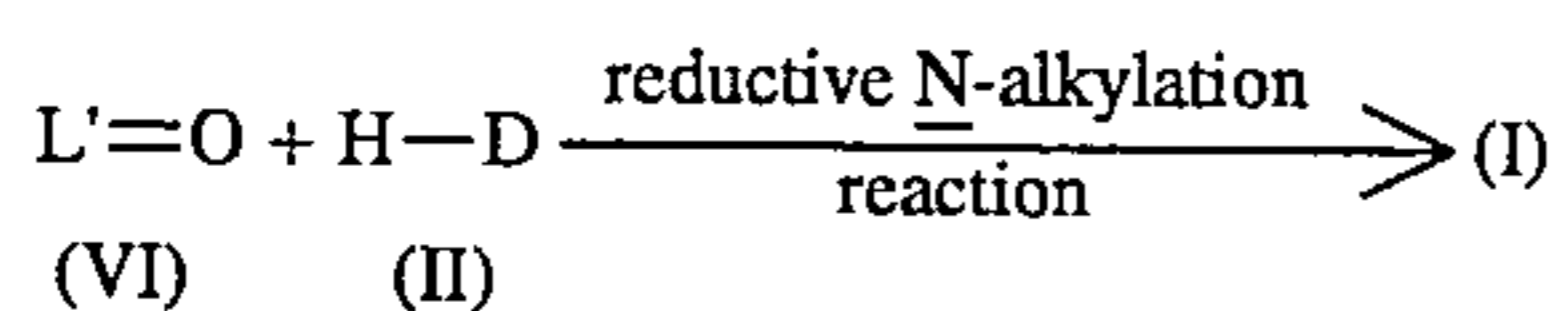 reductive N-alkylation
L'=O + H—D (I)
reaction
(VI) (II)